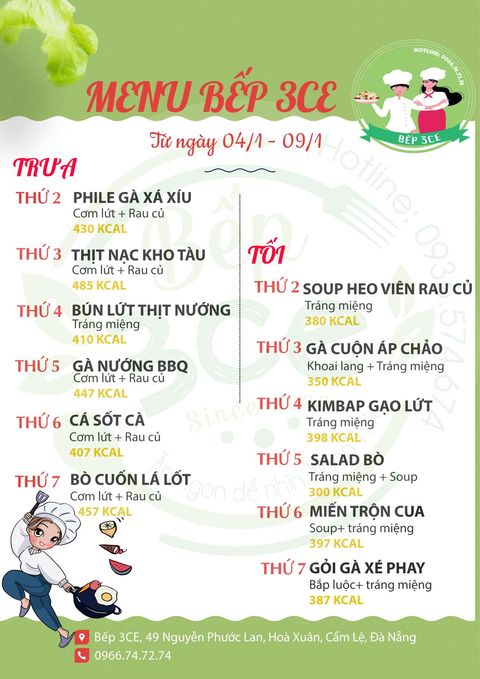 HOTLINE: 0966.74.72.74
BẾP 3CE
MENU BẾP 3CE
Từ ngày 04/1 - 09/1
TRƯA
THỨ 2 PHILE GÀ XÁ XÍU
Cơm lứt + Rau củ
430 KCAL
THỨ 3 THỊT NẠC KHO TÀU
Cơm lứt + Rau củ
485 KCAL
THỨ 4 BÚN LỨT THỊT NƯỚNG
Tráng miệng
410 KCAL
THỨ 5 GÀ NƯỚNG BBQ
Cơm lứt + Rau củ
447 KCAL
THỨ 6 CÁ SỐT CÀ
Cơm lứt + Rau củ
407 KCAL
THỨ 7 BÒ CUỐN LÁ LỐT
Cơm lứt + Rau củ
457 KCAL
TỐI
THỨ 2 SOUP HEO VIÊN RAU CỦ
Tráng miệng
380 KCAL
THỨ 3 GÀ CUỘN ÁP CHẢO
Khoai lang + Tráng miệng
350 KCAL
THỨ 4 KIMBAP GẠO LỨT
Tráng miệng
398 KCAL
THỨ 5 SALAD BÒ
Tráng miệng + Soup
300 KCAL
THỨ 6 MIẾN TRỘN CUA
Soup+ tráng miệng
397 KCAL
THỨ 7 GỎI GÀ XÉ PHAY
Bắp luộc+ tráng miệng
387 KCAL
Bếp
3CE
Since
Hotline:
Bếp 3CE, 49 Nguyễn Phước Lan, Hoà Xuân, Cẩm Lệ, Đà Nẵng
0966.74.72.74